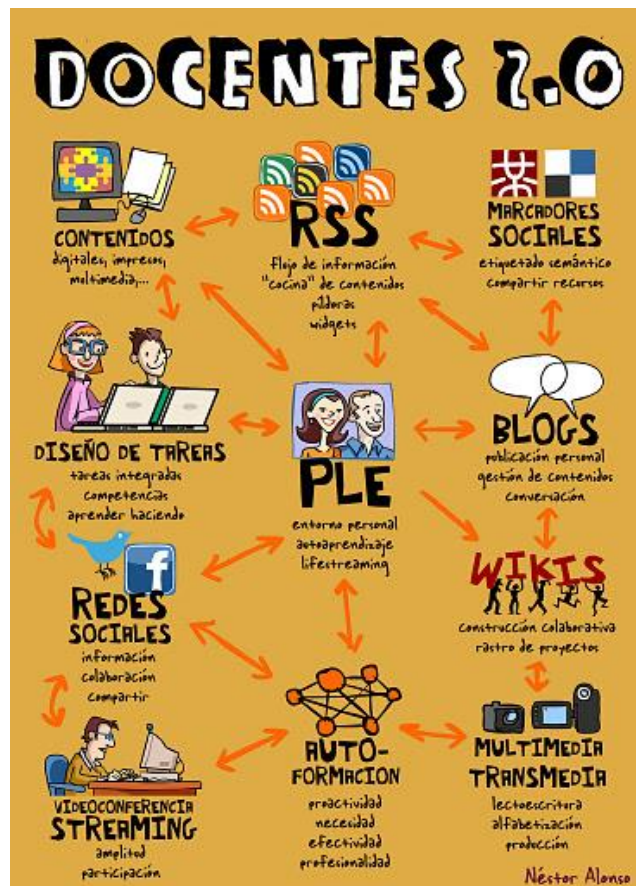 DOCENTES 2.0
CONTENIDOS
digitales, impresos,
multimedia,...
RSS
flujo de información
"cocina" de contenidos
píldoras
widgets
MARCADORES
SOCIALES
etiquetado semántico
compartir recursos
DISEÑO DE TAREAS
tareas integradas
competencias
aprender haciendo
PLE
entorno personal
autoaprendizaje
lifestreaming
BLOGS
publicación personal
gestión de contenidos
conversación
f
REDES
SOCIALES
información
colaboración
compartir
WIKIS
construcción colaborativa
rastro de proyectos
VIDEOCONFERENCIA
STREAMING
amplitud
participación
AUTO-
FORMACION
proactividad
necesidad
efectividad
profesionalidad
MULTIMEDIA
TRANSMEDIA
lectoescritura
alfabetización
producción
Néstor Alonso